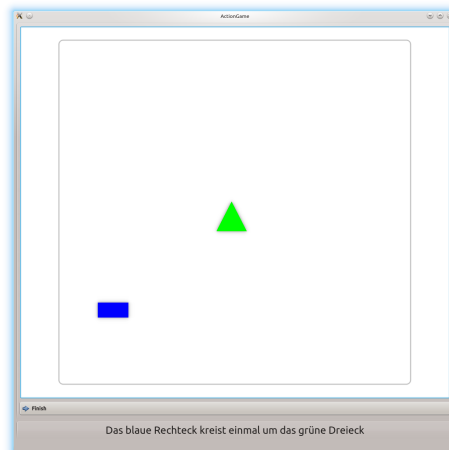 ActionGame
Finish
Das blaue Rechteck kreist einmal um das grüne Dreieck